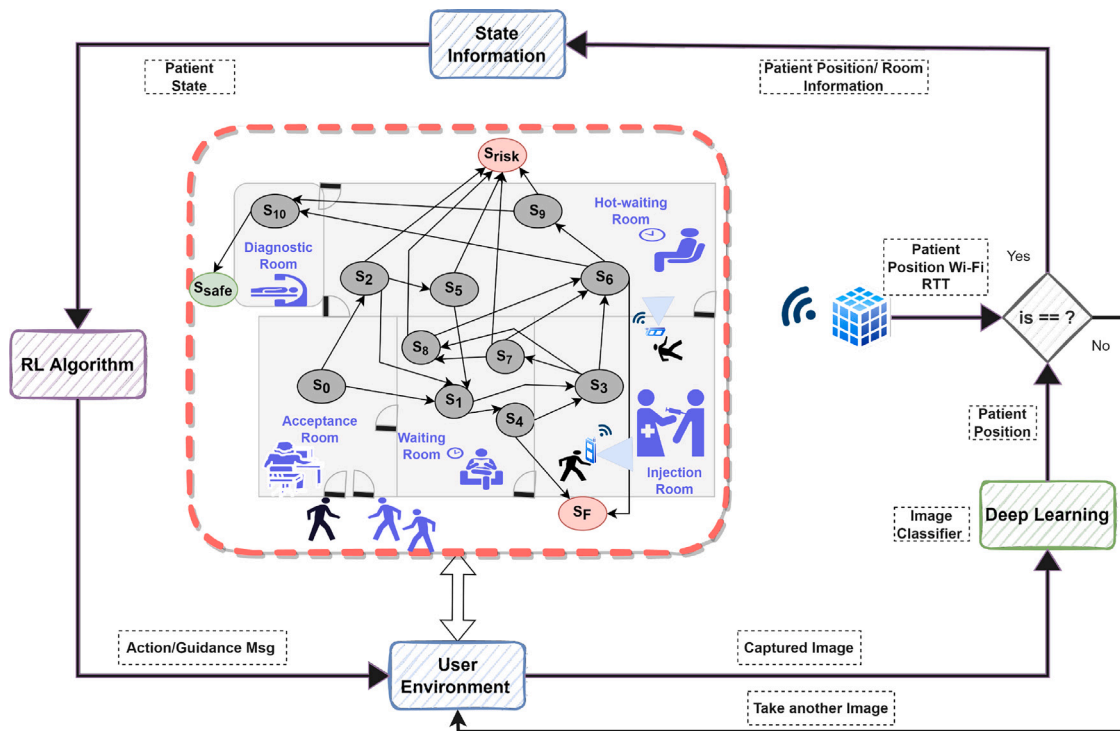 State
Information
Patient
State
Patient Position/ Room
Information
Srisk
S10
S9
Hot-waiting
Room
Diagnostic
Room
S2
S5
S6
Ssafe
Patient
Position Wi-Fi
RTT
Yes
is == ?
No
RL Algorithm
S8
S7
S0
S1
S3
S4
Acceptance
Room
Waiting
Room
Injection
Room
SF
Patient
Position
Image
Classifier
Deep Learning
Action/Guidance Msg
User
Environment
Captured Image
Take another Image